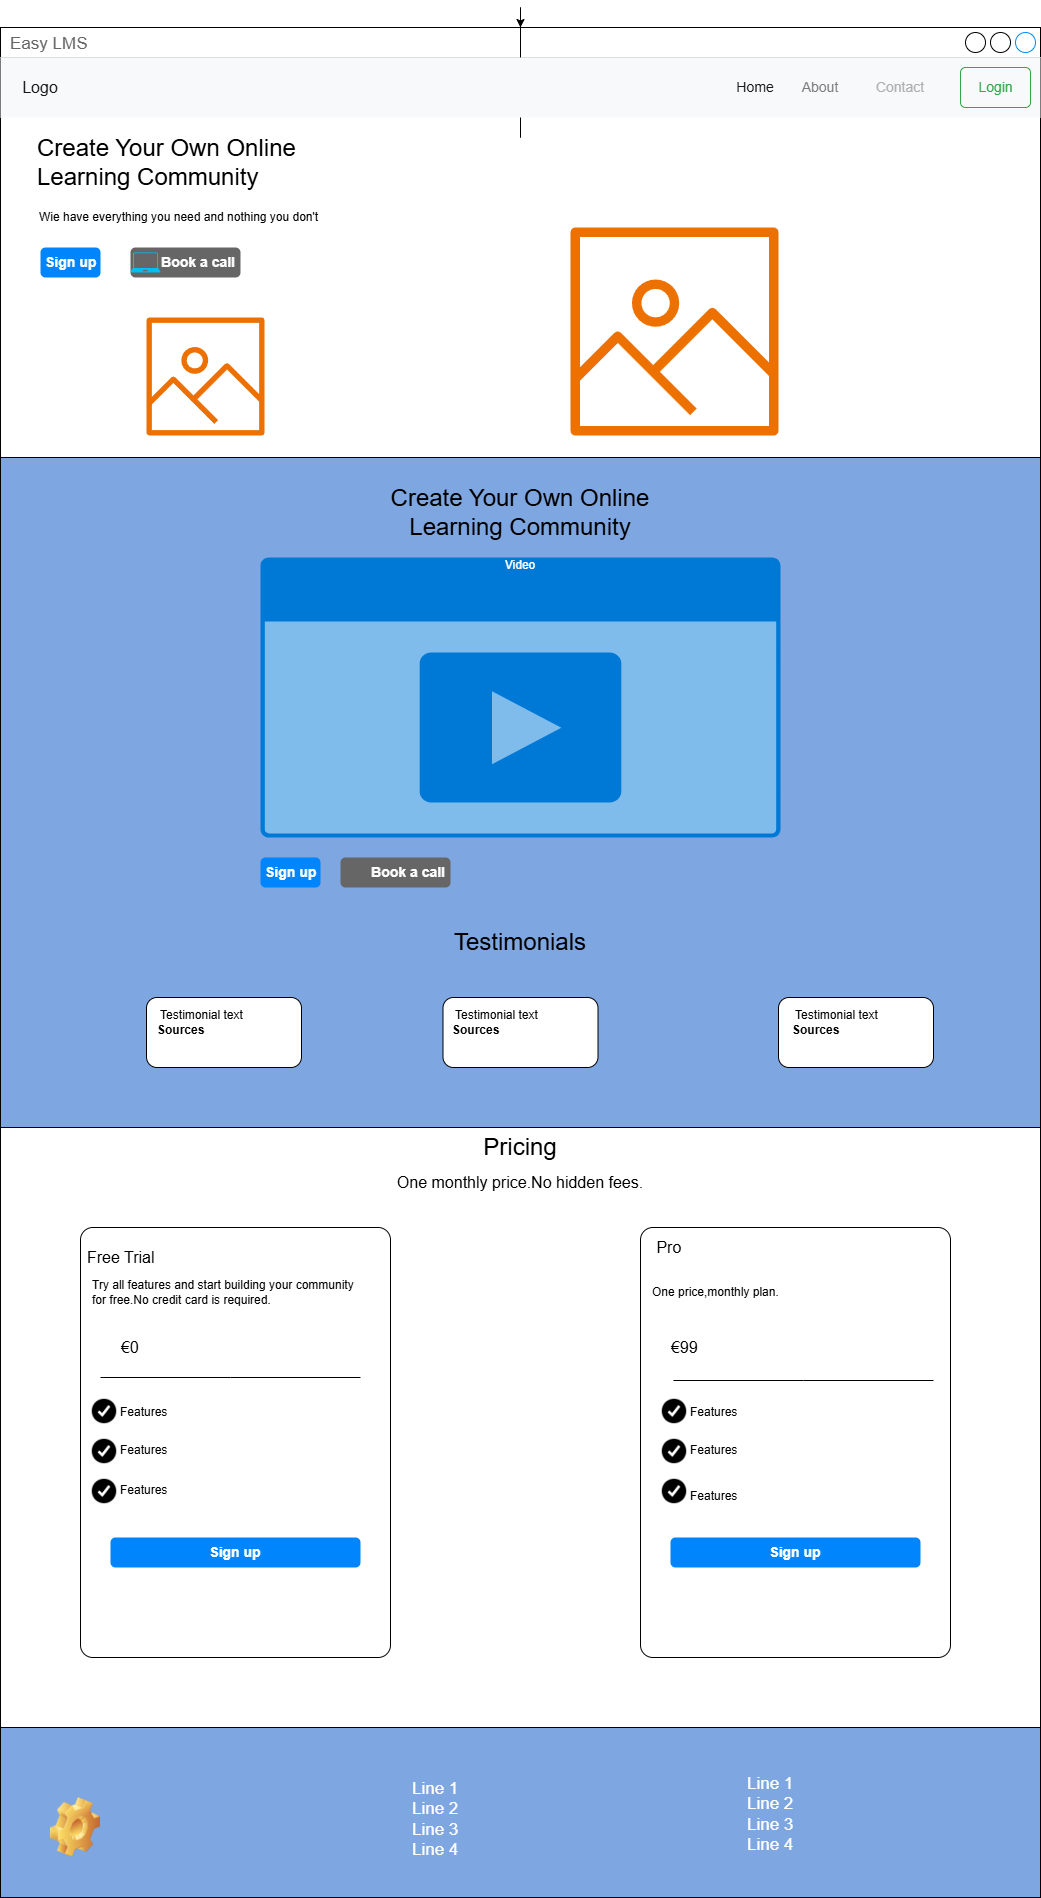 Easy LMS
Logo
Home
About
Contact
Login
Create Your Own Online
Learning Community
Wie have everything you need and nothing you don't
Sign up
Book a call
Create Your Own Online
Learning Community
Video
Sign up
Book a call
Testimonials
Testimonial text
Sources
Testimonial text
Sources
Testimonial text
Sources
Pricing
One monthly price.No hidden fees.
Free Trial
Try all features and start building your community
for free.No credit card is required.
€0
Features
Features
Features
Sign up
Pro
One price,monthly plan.
€99
Features
Features
Features
Sign up
Line 1
Line 2
Line 3
Line 4
Line 1
Line 2
Line 3
Line 4